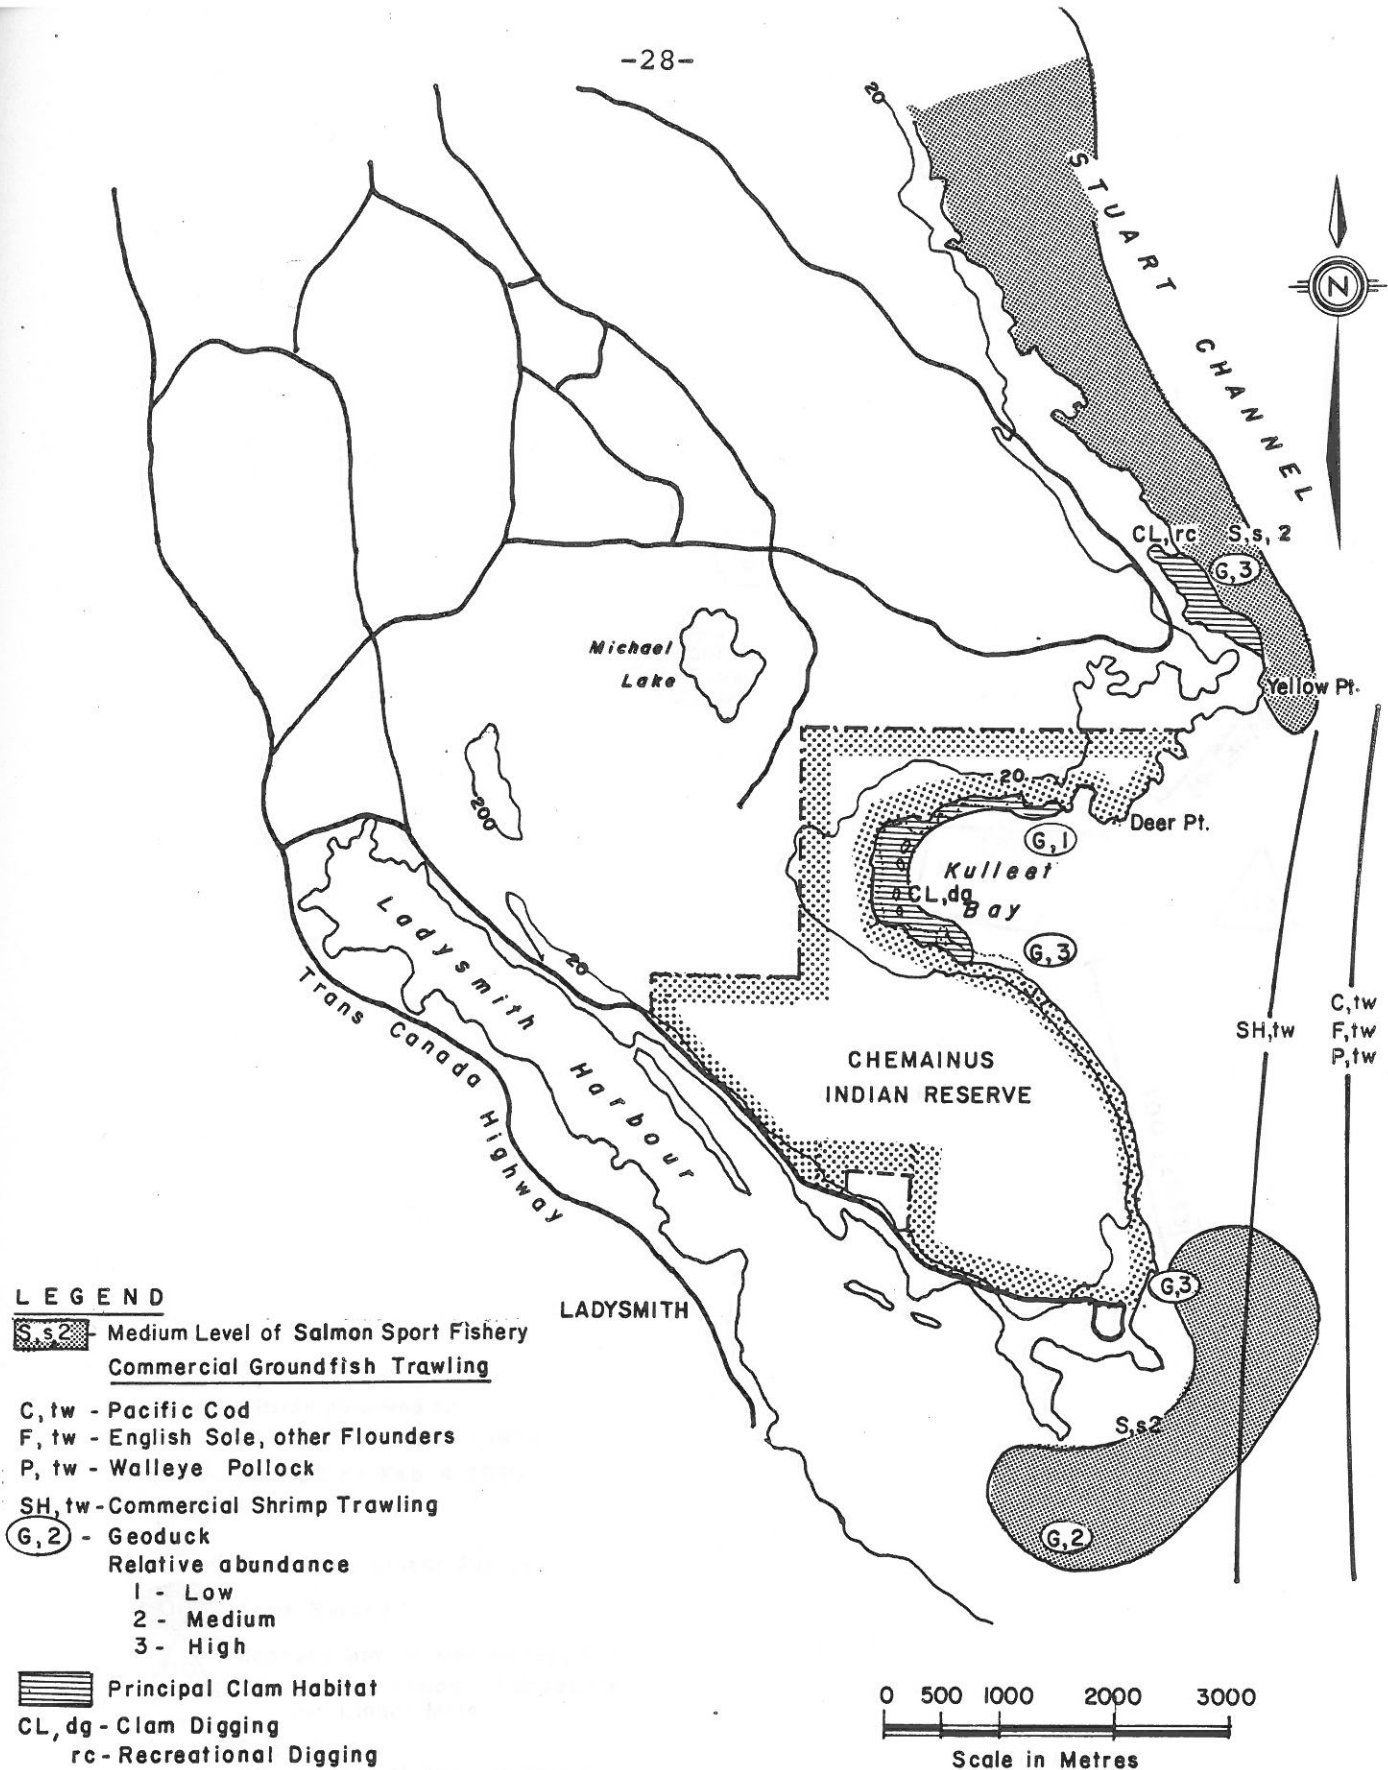 -28-
20
STUART CHANNEL
N
CL, rc S,s, 2
G,3
Michael
Lake
Yellow Pt.
200
20
Deer Pt.
G,1
Kulleet
Bay
CL,dg
G,3
Ladysmith Harbour
20
Trans Canada Highway
SH,tw
C,tw
F,tw
P,tw
CHEMAINUS
INDIAN RESERVE
G,3
LADYSMITH
S,s2
G,2
LEGEND
S,s2 - Medium Level of Salmon Sport Fishery
Commercial Groundfish Trawling
C, tw - Pacific Cod
F, tw - English Sole, other Flounders
P, tw - Walleye Pollock
SH, tw - Commercial Shrimp Trawling
G,2 - Geoduck
Relative abundance
1 - Low
2 - Medium
3 - High
Principal Clam Habitat
CL, dg - Clam Digging
rc - Recreational Digging
0 500 1000 2000 3000
Scale in Metres